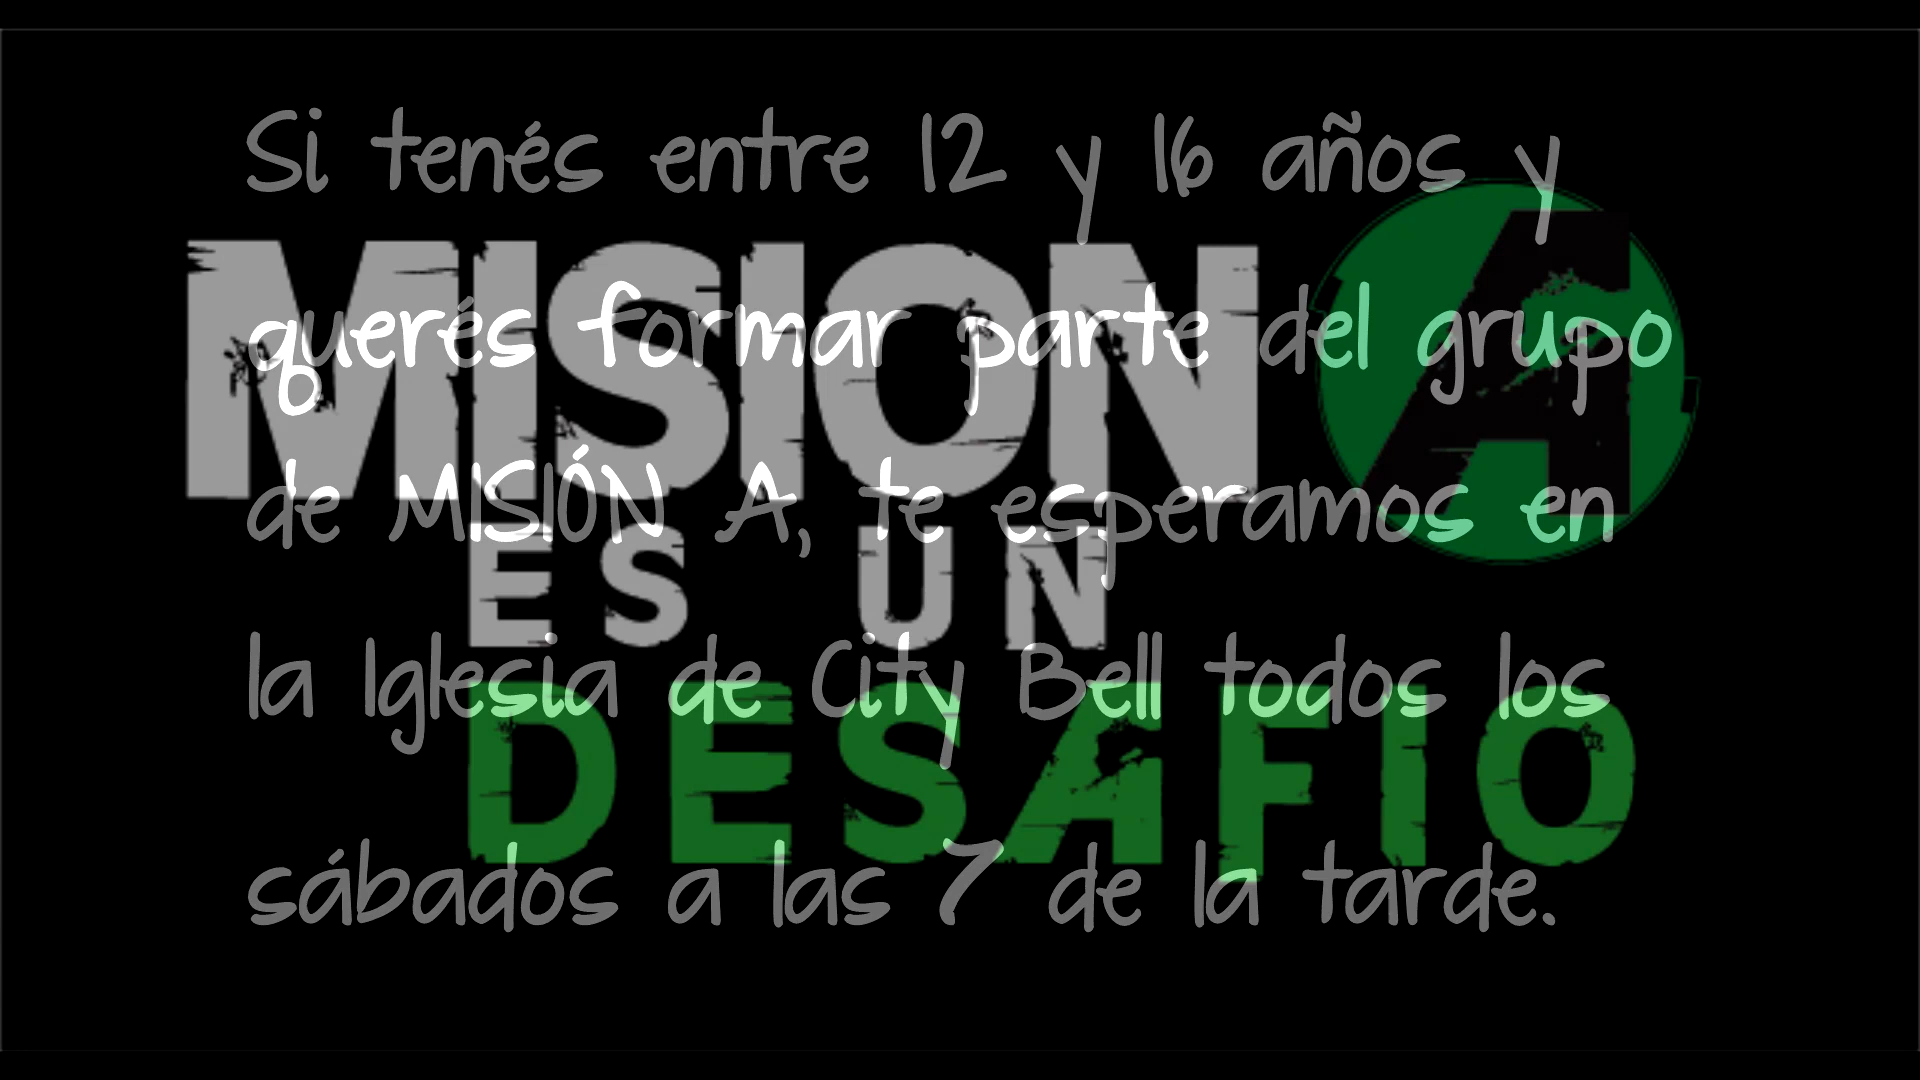 Si tenés entre 12 y 16 años y
MISION A
querés formar parte del grupo
de MISIÓN A, te esperamos en
ES UN
la Iglesia de City Bell todos los
DESAFIO
sábados a las 7 de la tarde.